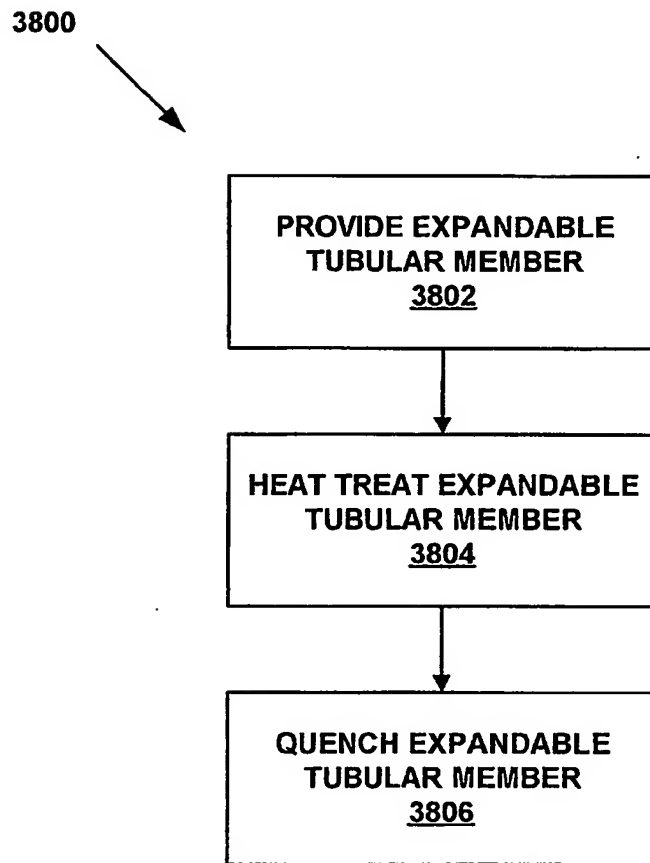 3800
PROVIDE EXPANDABLE
TUBULAR MEMBER
3802
HEAT TREAT EXPANDABLE
TUBULAR MEMBER
3804
QUENCH EXPANDABLE
TUBULAR MEMBER
3806